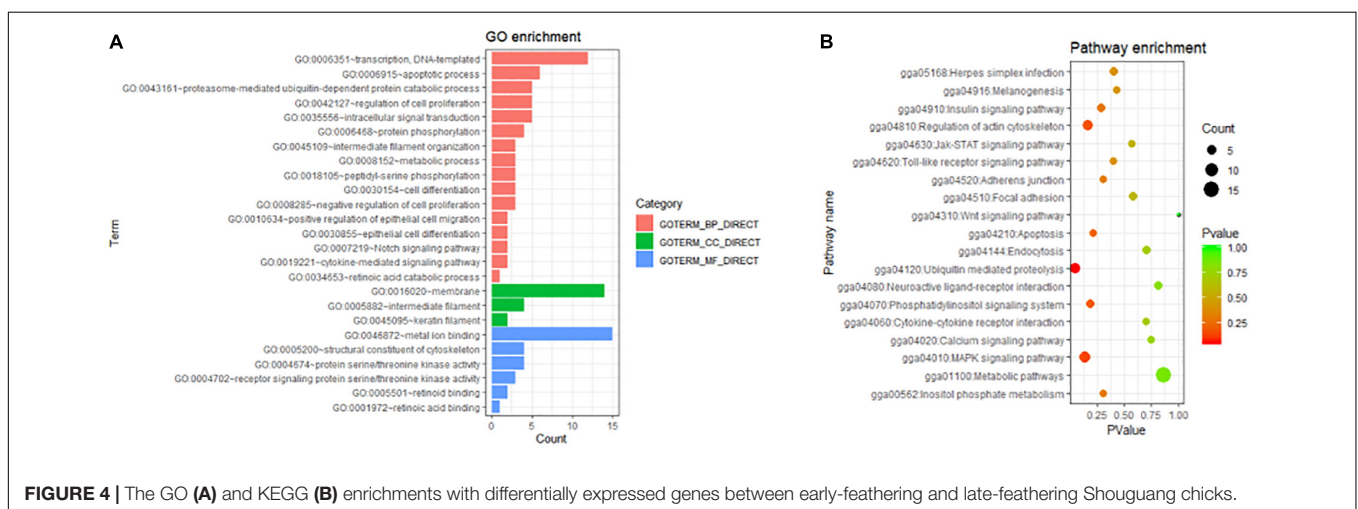 A
GO enrichment
Term
GO:0006351~transcription, DNA-templated
GO:0006915~apoptotic process
GO:0043161~proteasome-mediated ubiquitin-dependent protein catabolic process
GO:0042127~regulation of cell proliferation
GO:0035556~intracellular signal transduction
GO:0006468~protein phosphorylation
GO:0045109~intermediate filament organization
GO:0008152~metabolic process
GO:0018105~peptidyl-serine phosphorylation
GO:0030154~cell differentiation
GO:0008285~negative regulation of cell proliferation
GO:0010634~positive regulation of epithelial cell migration
GO:0030855~epithelial cell differentiation
GO:0007219~Notch signaling pathway
GO:0019221~cytokine-mediated signaling pathway
GO:0034653~retinoic acid catabolic process
GO:0016020~membrane
GO:0005882~intermediate filament
GO:0045095~keratin filament
GO:0046872~metal ion binding
GO:0005200~structural constituent of cytoskeleton
GO:0004674~protein serine/threonine kinase activity
GO:0004702~receptor signaling protein serine/threonine kinase activity
GO:0005501~retinoid binding
GO:0001972~retinoic acid binding
0 5 10 15
Count
Category
GOTERM_BP_DIRECT
GOTERM_CC_DIRECT
GOTERM_MF_DIRECT
B
Pathway enrichment
Pathway name
gga05168:Herpes simplex infection
gga04916:Melanogenesis
gga04910:Insulin signaling pathway
gga04810:Regulation of actin cytoskeleton
gga04630:Jak-STAT signaling pathway
gga04620:Toll-like receptor signaling pathway
gga04520:Adherens junction
gga04510:Focal adhesion
gga04310:Wnt signaling pathway
gga04210:Apoptosis
gga04144:Endocytosis
gga04120:Ubiquitin mediated proteolysis
gga04080:Neuroactive ligand-receptor interaction
gga04070:Phosphatidylinositol signaling system
gga04060:Cytokine-cytokine receptor interaction
gga04020:Calcium signaling pathway
gga04010:MAPK signaling pathway
gga01100:Metabolic pathways
gga00562:Inositol phosphate metabolism
0.25 0.50 0.75 1.00
PValue
Count
5
10
15
Pvalue
1.00
0.75
0.50
0.25
FIGURE 4 | The GO (A) and KEGG (B) enrichments with differentially expressed genes between early-feathering and late-feathering Shouguang chicks.